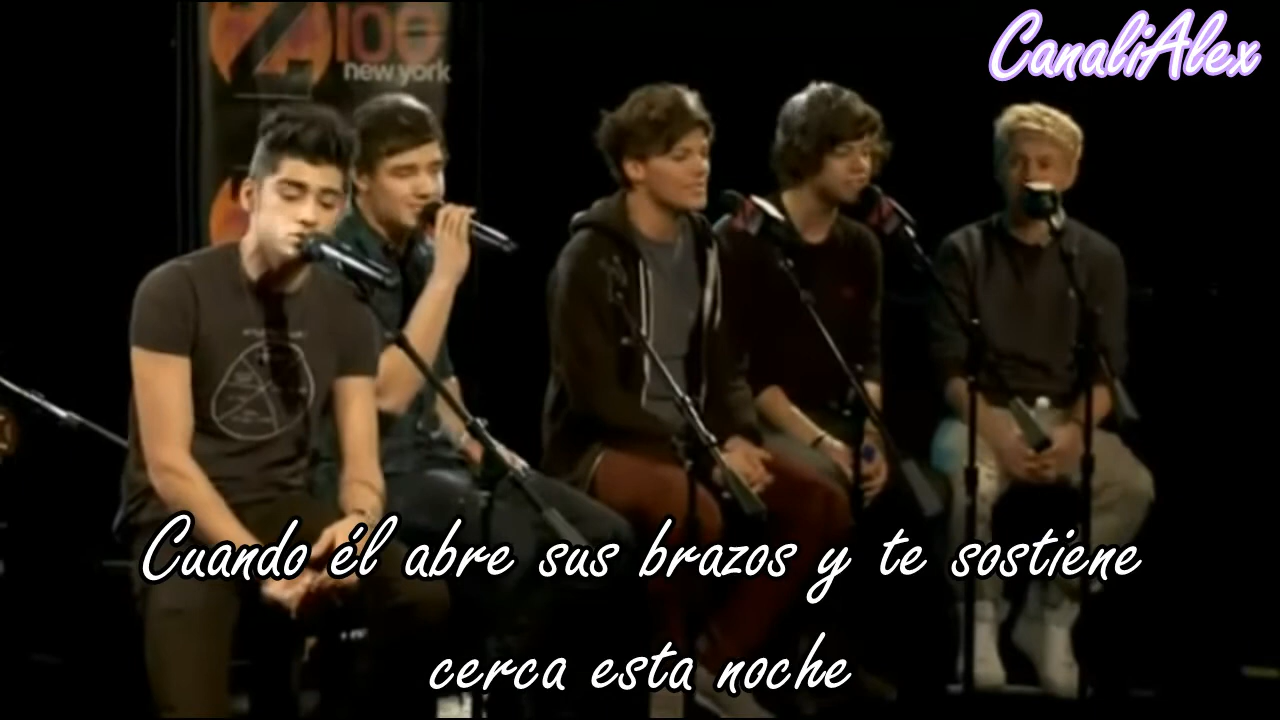 CanaliAlex
100
new york
Cuando él abre sus brazos y te sostiene
cerca esta noche